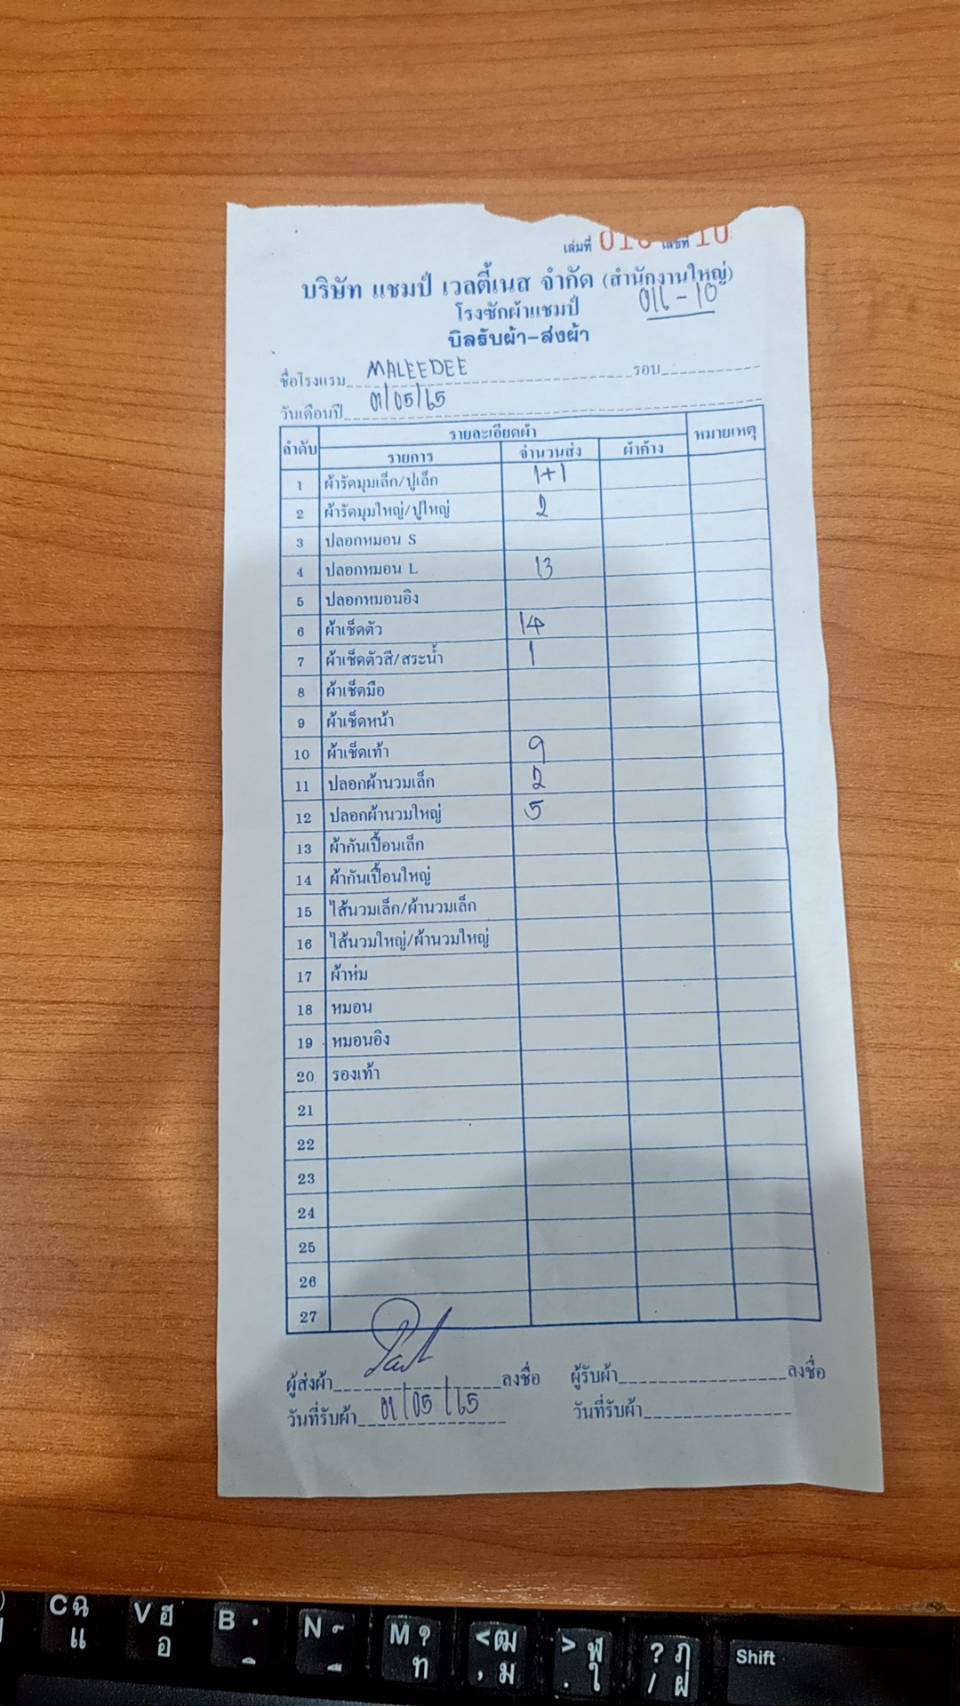 เล่มที่ เลขที่ 10
บริษัท แชมป์ เวลตี้เนส จำกัด (สำนักงานใหญ่)
โรงซักผ้าแชมป์
บิลรับผ้า-ส่งผ้า
ชื่อโรงแรม MALEEDEE รอบ
วันเดือนปี 01/05/65
ลำดับ รายละเอียดผ้า หมายเหตุ
รายการ จำนวนส่ง ผ้าค้าง
1 ผ้ารัดมุมเล็ก/ปูเล็ก 1+1
2 ผ้ารัดมุมใหญ่/ปูใหญ่ 2
3 ปลอกหมอน S
4 ปลอกหมอน L 13
5 ปลอกหมอนอิง
6 ผ้าเช็ดตัว 14
7 ผ้าเช็ดตัวสี/สระน้ำ 1
8 ผ้าเช็ดมือ
9 ผ้าเช็ดหน้า
10 ผ้าเช็ดเท้า 9
11 ปลอกผ้านวมเล็ก 2
12 ปลอกผ้านวมใหญ่ 5
13 ผ้ากันเปื้อนเล็ก
14 ผ้ากันเปื้อนใหญ่
15 ไส้นวมเล็ก/ผ้านวมเล็ก
16 ไส้นวมใหญ่/ผ้านวมใหญ่
17 ผ้าห่ม
18 หมอน
19 หมอนอิง
20 รองเท้า
21
22
23
24
25
26
27
ผู้ส่งผ้า ลงชื่อ ผู้รับผ้า ลงชื่อ
วันที่รับผ้า 01/05/65 วันที่รับผ้า
C ฉ แ
V ฮ อ
B
N
M ? ท
< ฒ , ม
> ฬ . ใ
? ฦ / ฝ
Shift